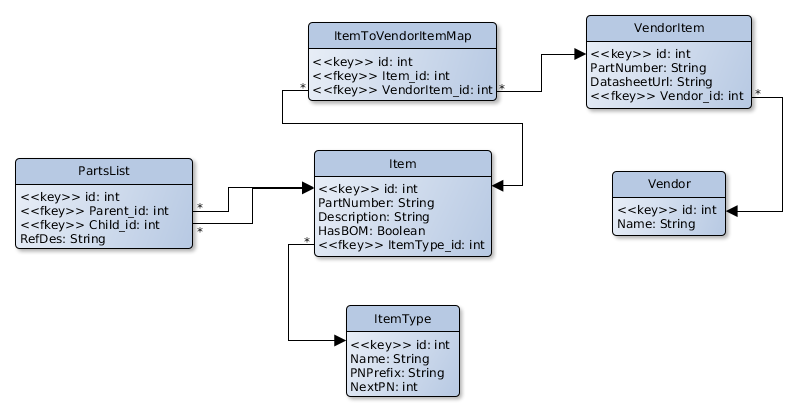 ItemToVendorItemMap
<<key>> id: int
<<fkey>> Item_id: int
<<fkey>> VendorItem_id: int
*
*
VendorItem
<<key>> id: int
PartNumber: String
DatasheetUrl: String
<<fkey>> Vendor_id: int
*
PartsList
<<key>> id: int
<<fkey>> Parent_id: int
<<fkey>> Child_id: int
RefDes: String
*
*
Item
<<key>> id: int
PartNumber: String
Description: String
HasBOM: Boolean
<<fkey>> ItemType_id: int
*
Vendor
<<key>> id: int
Name: String
ItemType
<<key>> id: int
Name: String
PNPrefix: String
NextPN: int